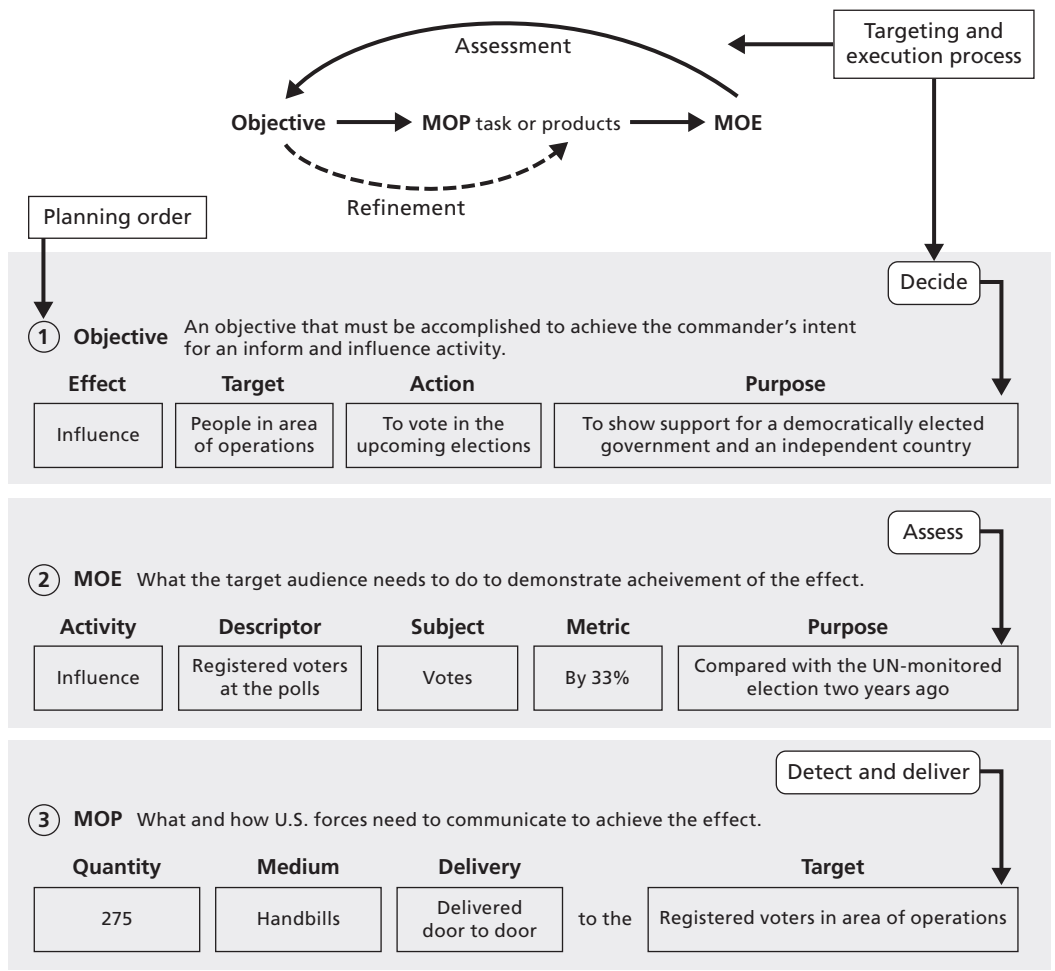 Targeting and
execution process
Assessment
Objective MOP task or products MOE
Refinement
Planning order
Decide
1 Objective An objective that must be accomplished to achieve the commander's intent
for an inform and influence activity.
Effect Target Action Purpose
Influence
People in area
of operations
To vote in the
upcoming elections
To show support for a democratically elected
government and an independent country
Assess
2 MOE What the target audience needs to do to demonstrate acheivement of the effect.
Activity Descriptor Subject Metric Purpose
Influence
Registered voters
at the polls
Votes
By 33%
Compared with the UN-monitored
election two years ago
Detect and deliver
3 MOP What and how U.S. forces need to communicate to achieve the effect.
Quantity Medium Delivery Target
275
Handbills
Delivered
door to door
to the
Registered voters in area of operations